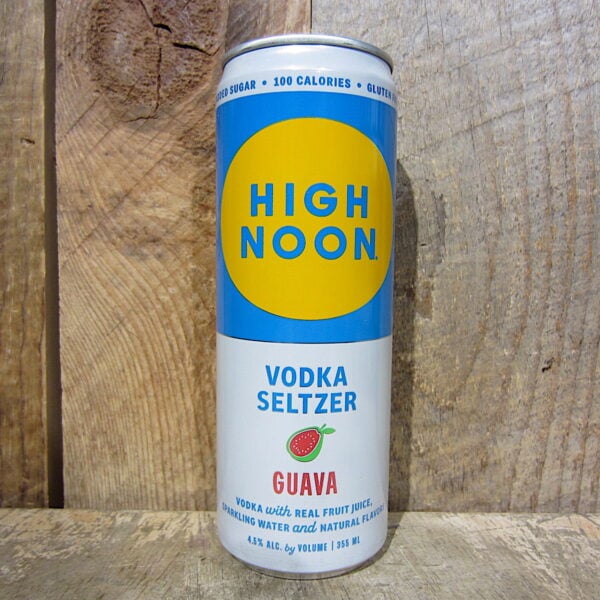 SUGAR • 100 CALORIES •
HIGH
NOON
VODKA
SELTZER
GUAVA
VODKA with REAL FRUIT JUICE,
SPARKLING WATER and NATURAL FLAVORS
4.5% ALC. by VOLUME | 355 ML